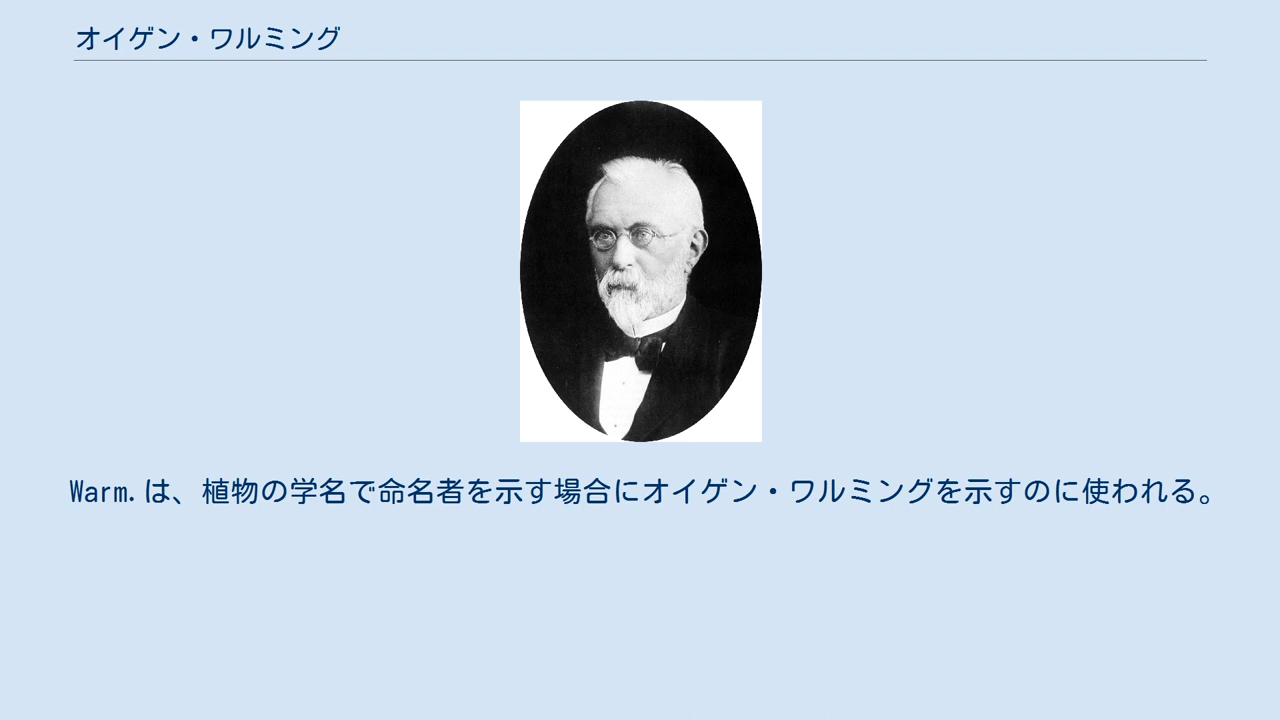 オイゲン・ワルミング
Warm.は、植物の学名で命名者を示す場合にオイゲン・ワルミングを示すのに使われる。